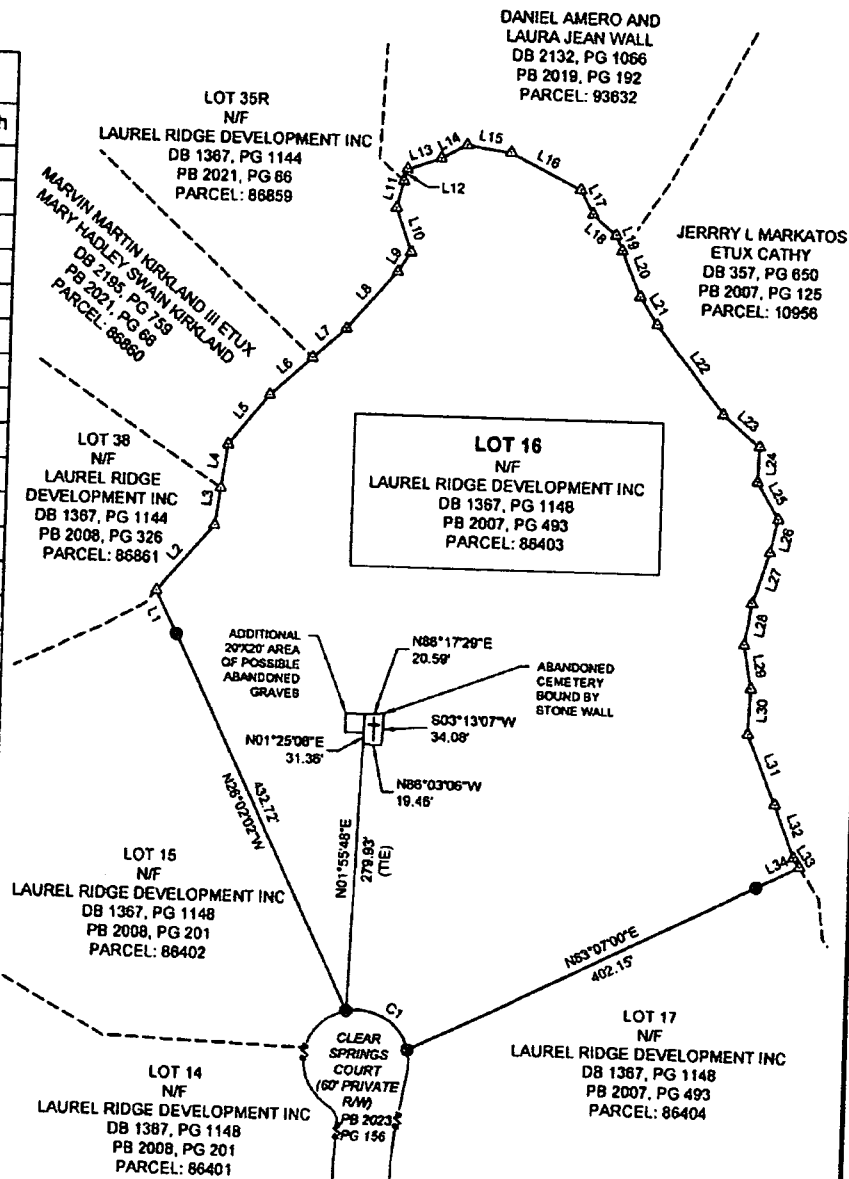 DANIEL AMERO AND
LAURA JEAN WALL
DB 2132, PG 1066
PB 2019, PG 192
PARCEL: 93632
LOT 35R
N/F
LAUREL RIDGE DEVELOPMENT INC
DB 1367, PG 1144
PB 2021, PG 66
PARCEL: 86859
MARVIN MARTIN KIRKLAND III ETUX
MARY HADLEY SWAIN KIRKLAND
DB 2195, PG 759
PB 2021, PG 66
PARCEL: 86860
JERRRY L MARKATOS
ETUX CATHY
DB 357, PG 650
PB 2007, PG 125
PARCEL: 10956
LOT 38
N/F
LAUREL RIDGE
DEVELOPMENT INC
DB 1367, PG 1144
PB 2008, PG 326
PARCEL: 86861
LOT 16
N/F
LAUREL RIDGE DEVELOPMENT INC
DB 1367, PG 1148
PB 2007, PG 493
PARCEL: 86403
L1
L2
L3
L4
L5
L6
L7
L8
L9
L10
L11
L12
L13
L14
L15
L16
L17
L18
L19
L20
L21
L22
L23
L24
L25
L26
L27
L28
L29
L30
L31
L32
L33
L34
ADDITIONAL
20'X20' AREA
OF POSSIBLE
ABANDONED
GRAVES
N86°17'29"E
20.59'
ABANDONED
CEMETERY
BOUND BY
STONE WALL
S03°13'07"W
34.08'
N01°25'08"E
31.36'
N86°03'06"W
19.46'
432.72'
N26°02'02"W
N01°55'48"E
279.93'
(TIE)
N63°07'00"E
402.15'
LOT 15
N/F
LAUREL RIDGE DEVELOPMENT INC
DB 1367, PG 1148
PB 2008, PG 201
PARCEL: 86402
C1
CLEAR
SPRINGS
COURT
(60' PRIVATE
R/W)
PB 2023
PG 156
LOT 17
N/F
LAUREL RIDGE DEVELOPMENT INC
DB 1367, PG 1148
PB 2007, PG 493
PARCEL: 86404
LOT 14
N/F
LAUREL RIDGE DEVELOPMENT INC
DB 1367, PG 1148
PB 2008, PG 201
PARCEL: 86401